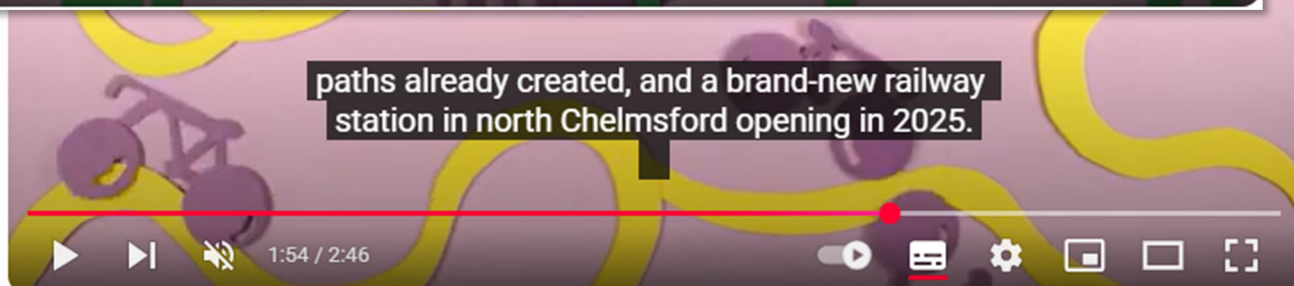 paths already created, and a brand-new railway
station in north Chelmsford opening in 2025.
1:54 / 2:46